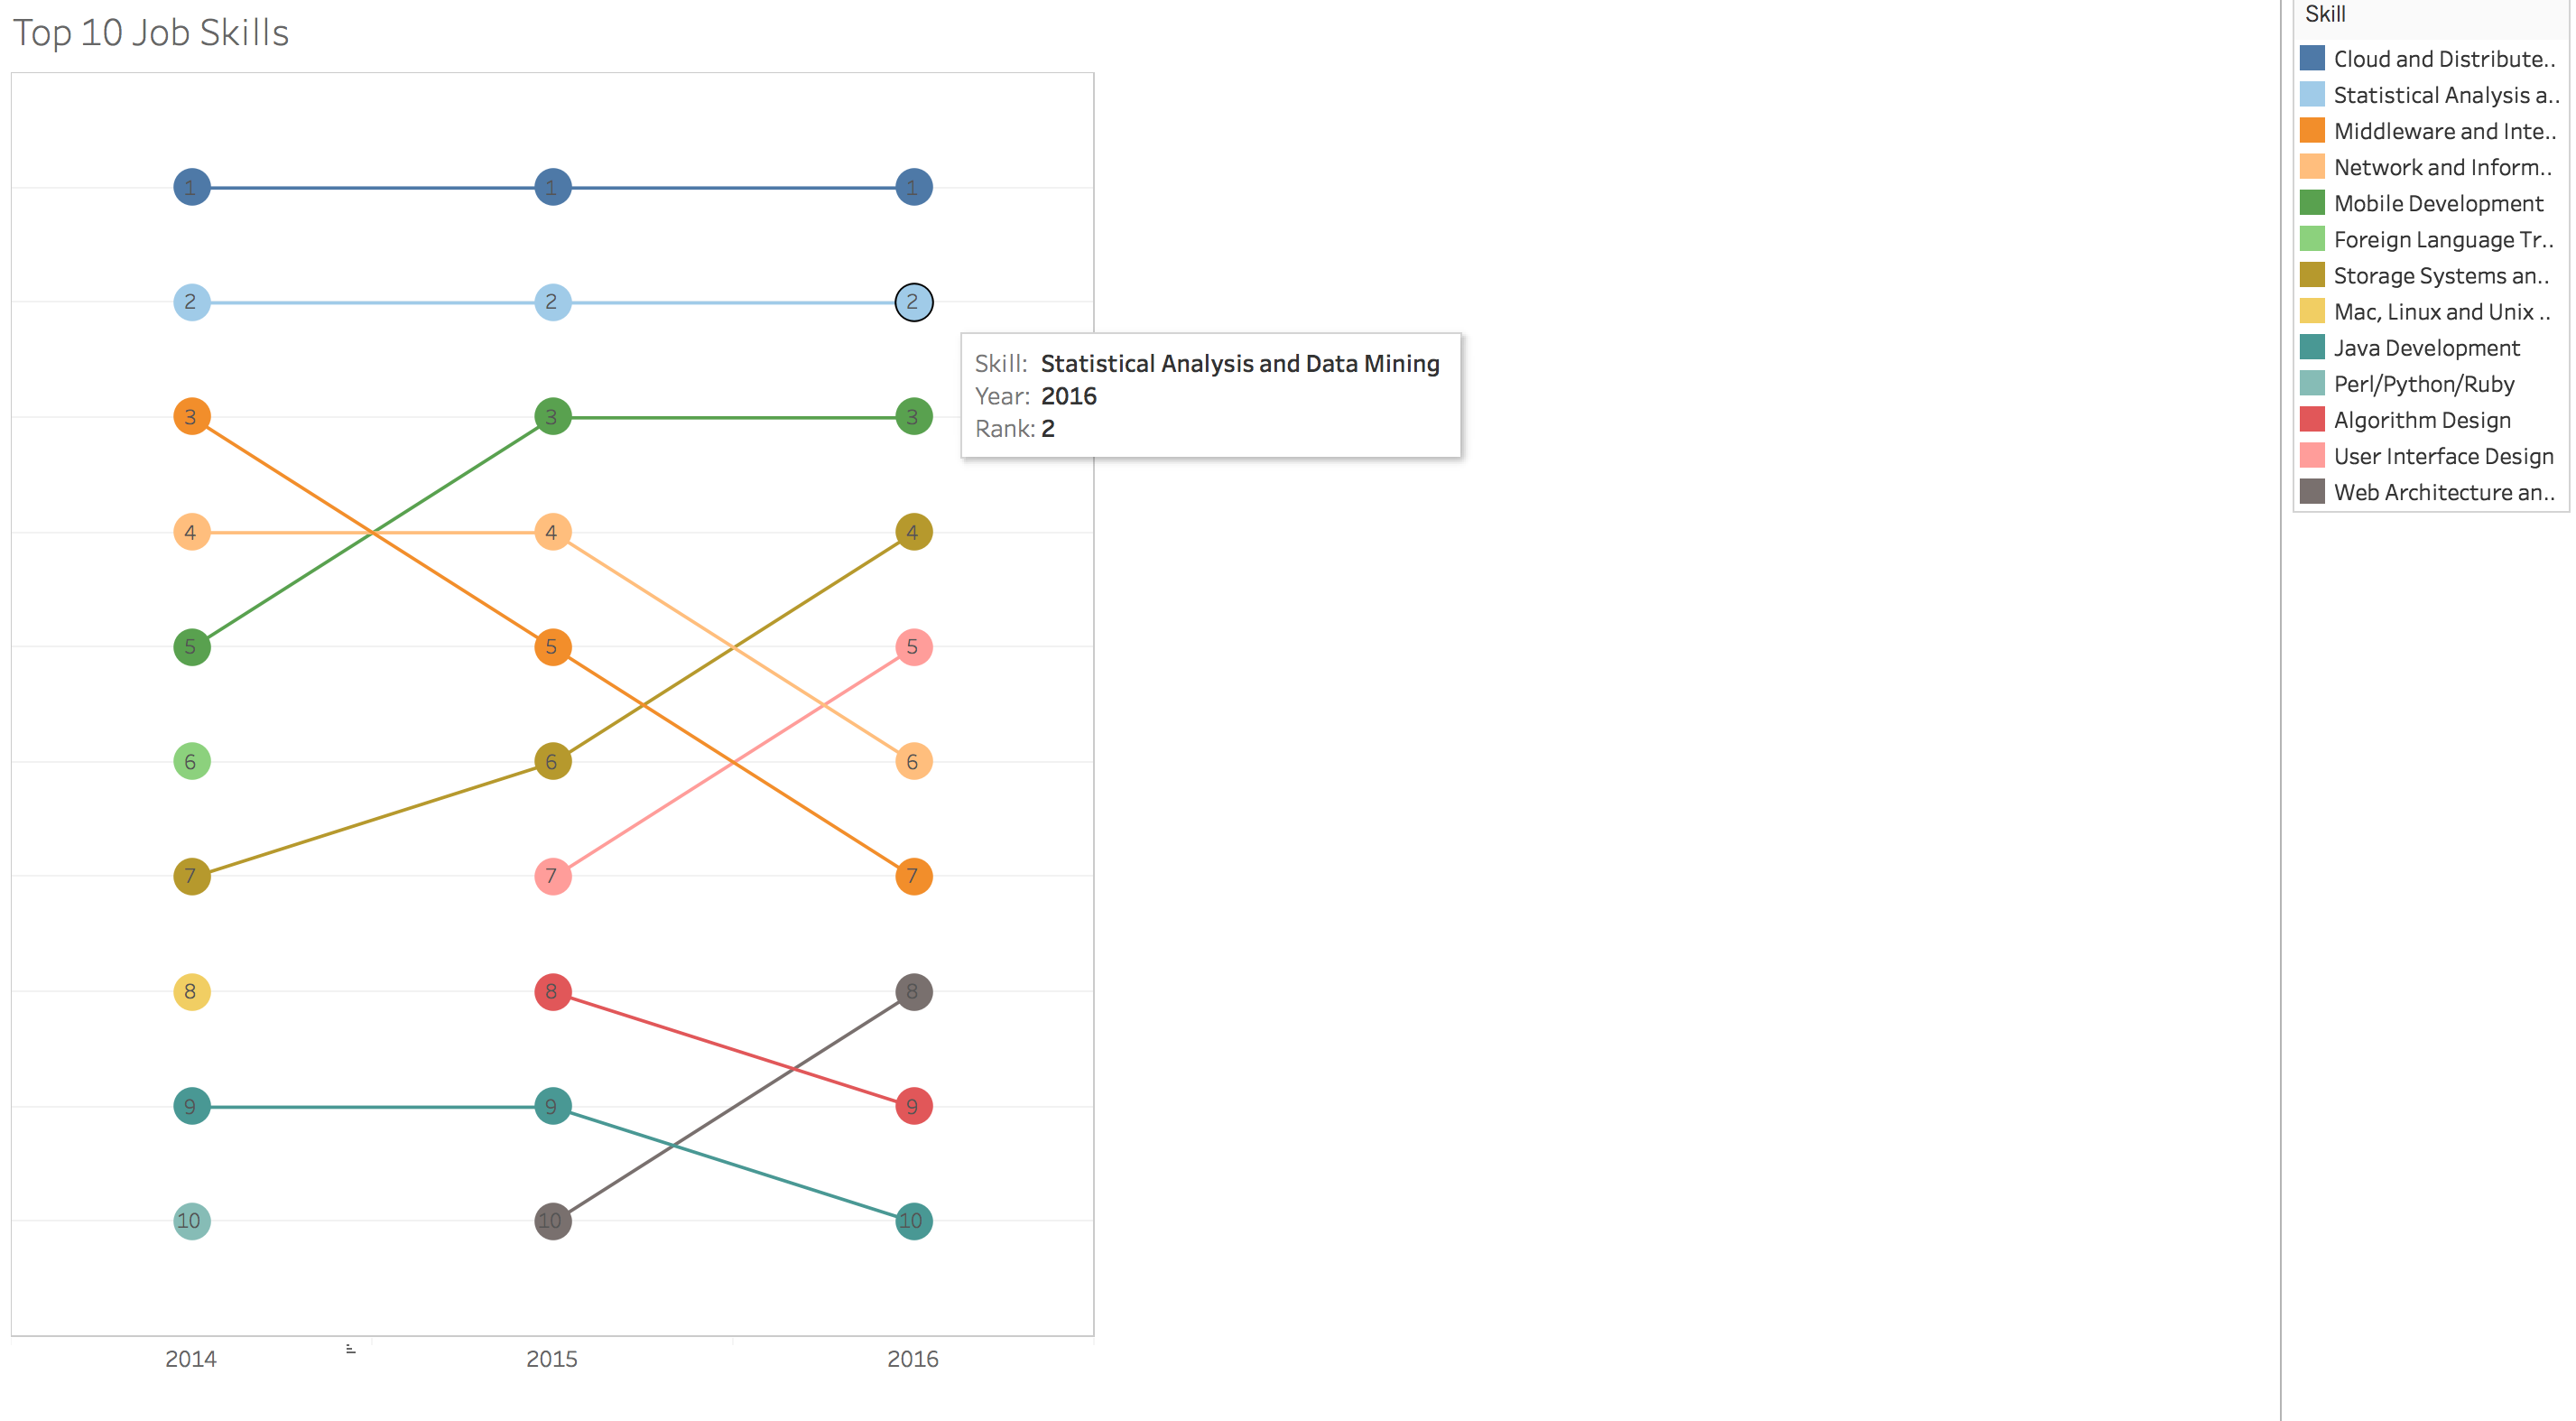 Top 10 Job Skills
1 1 1
2 2 2
Skill: Statistical Analysis and Data Mining
Year: 2016
Rank: 2
3 3 3
4 4 4
5 5 5
6 6 6
7 7 7
8 8 8
9 9 9
10 10 10
2014 2015 2016
Skill
Cloud and Distribute..
Statistical Analysis a..
Middleware and Inte..
Network and Inform..
Mobile Development
Foreign Language Tr..
Storage Systems an..
Mac, Linux and Unix ..
Java Development
Perl/Python/Ruby
Algorithm Design
User Interface Design
Web Architecture an..